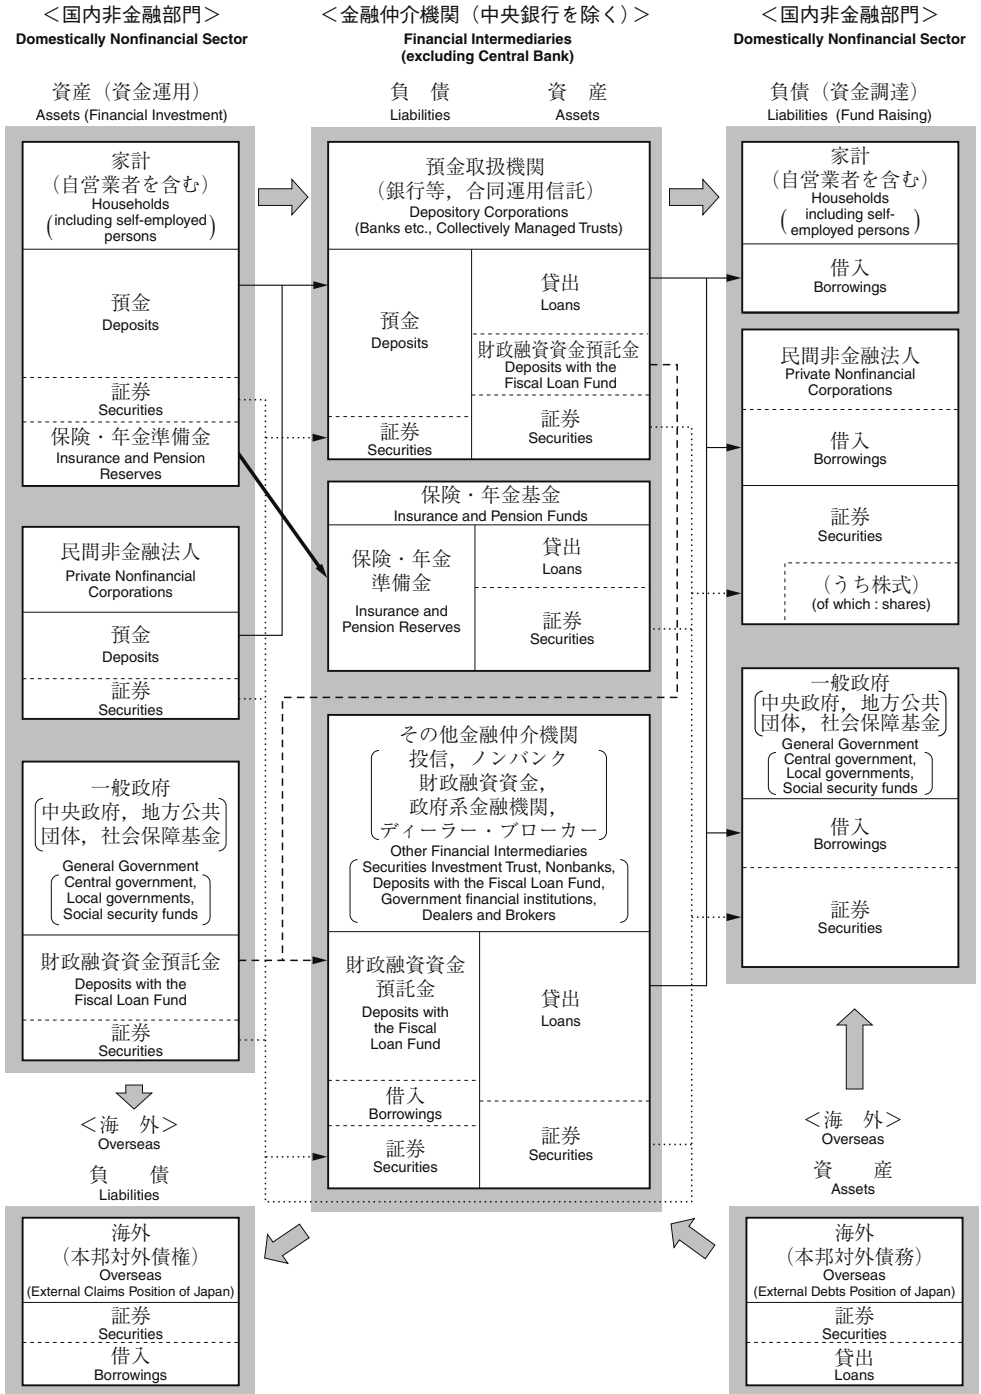 ＜国内非金融部門＞
Domestically Nonfinancial Sector
資産（資金運用）
Assets (Financial Investment)
家計
（自営業者を含む）
Households
(including self-employed
persons)
預金
Deposits
証券
Securities
保険・年金準備金
Insurance and Pension
Reserves
民間非金融法人
Private Nonfinancial
Corporations
預金
Deposits
証券
Securities
一般政府
〔中央政府，地方公共
団体，社会保障基金〕
General Government
(Central government,
Local governments,
Social security funds)
財政融資資金預託金
Deposits with the
Fiscal Loan Fund
証券
Securities
＜海　外＞
Overseas
負　債
Liabilities
海外
（本邦対外債権）
Overseas
(External Claims Position of Japan)
証券
Securities
借入
Borrowings
＜金融仲介機関（中央銀行を除く）＞
Financial Intermediaries
(excluding Central Bank)
負　債
Liabilities
資　産
Assets
預金取扱機関
（銀行等，合同運用信託）
Depository Corporations
(Banks etc., Collectively Managed Trusts)
預金
Deposits
証券
Securities
貸出
Loans
財政融資資金預託金
Deposits with the
Fiscal Loan Fund
証券
Securities
保険・年金基金
Insurance and Pension Funds
保険・年金
準備金
Insurance and
Pension Reserves
貸出
Loans
証券
Securities
その他金融仲介機関
（投信，ノンバンク
財政融資資金，
政府系金融機関，
ディーラー・ブローカー）
Other Financial Intermediaries
(Securities Investment Trust, Nonbanks,
Deposits with the Fiscal Loan Fund,
Government financial institutions,
Dealers and Brokers)
財政融資資金
預託金
Deposits with
the Fiscal
Loan Fund
借入
Borrowings
証券
Securities
貸出
Loans
証券
Securities
＜国内非金融部門＞
Domestically Nonfinancial Sector
負債（資金調達）
Liabilities (Fund Raising)
家計
（自営業者を含む）
Households
(including self-
employed persons)
借入
Borrowings
民間非金融法人
Private Nonfinancial
Corporations
借入
Borrowings
証券
Securities
（うち株式）
(of which : shares)
一般政府
〔中央政府，地方公共
団体，社会保障基金〕
General Government
(Central government,
Local governments,
Social security funds)
借入
Borrowings
証券
Securities
＜海　外＞
Overseas
資　産
Assets
海外
（本邦対外債務）
Overseas
(External Debts Position of Japan)
証券
Securities
貸出
Loans